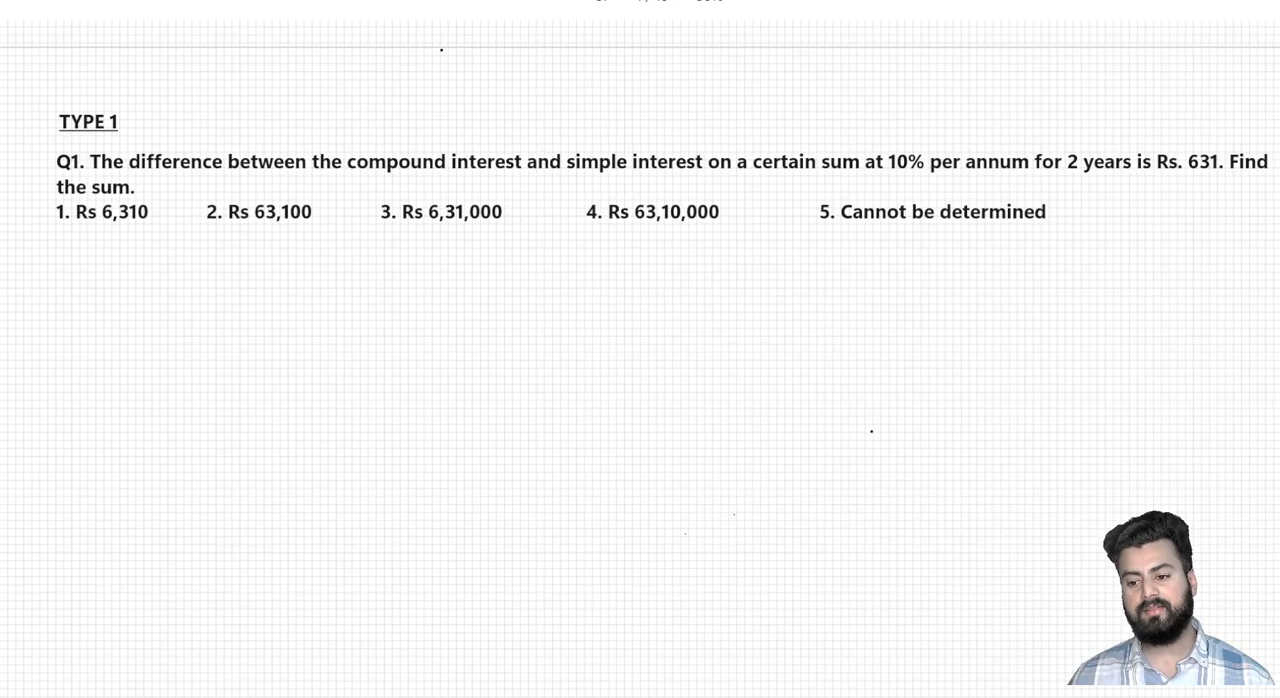 TYPE 1
Q1. The difference between the compound interest and simple interest on a certain sum at 10% per annum for 2 years is Rs. 631. Find
the sum.
1. Rs 6,310 2. Rs 63,100 3. Rs 6,31,000 4. Rs 63,10,000 5. Cannot be determined